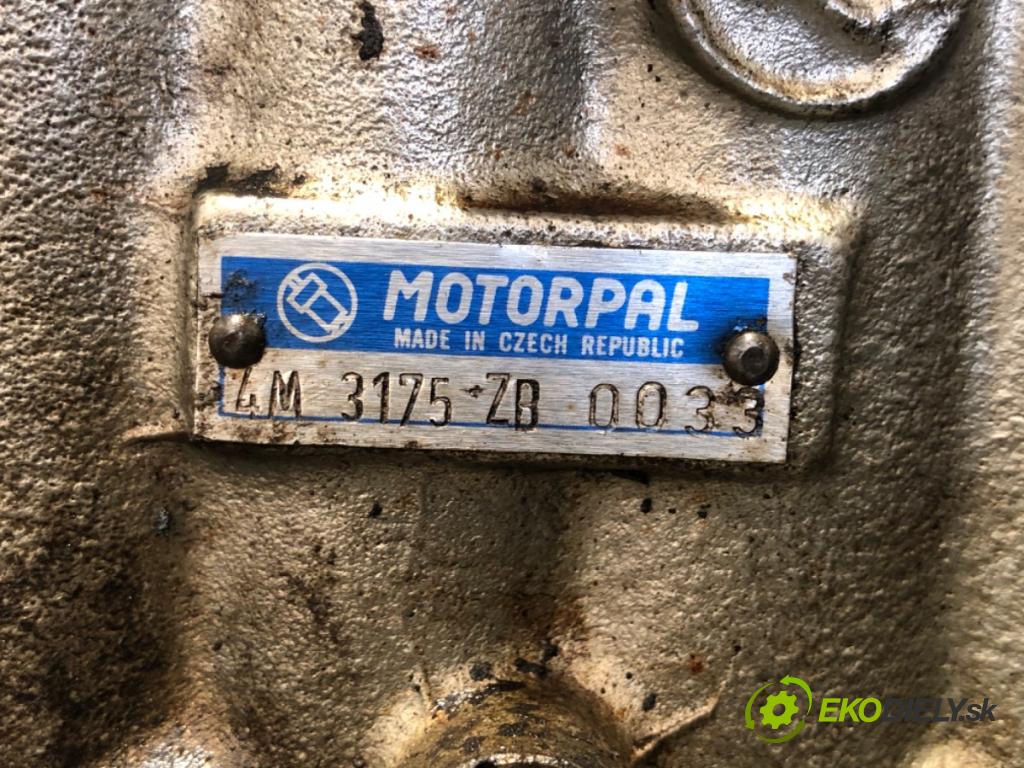 MOTORPAL
MADE IN CZECH REPUBLIC
4M 3175 ZB 0033
EKODIELY.sk